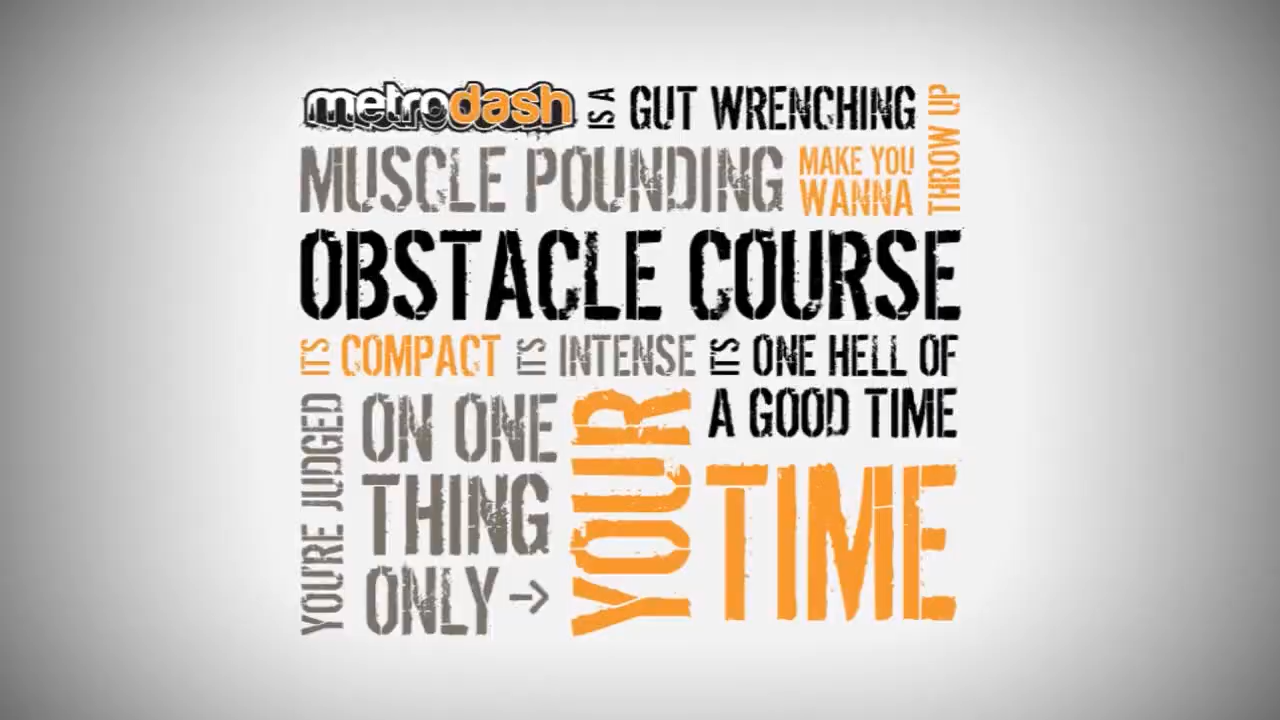 metrodash IS A GUT WRENCHING
MUSCLE POUNDING MAKE YOU
WANNA
THROW UP
OBSTACLE COURSE
ITS COMPACT ITS INTENSE ITS ONE HELL OF
A GOOD TIME
YOU'RE JUDGED
ON ONE
THING
ONLY →
YOUR
TIME